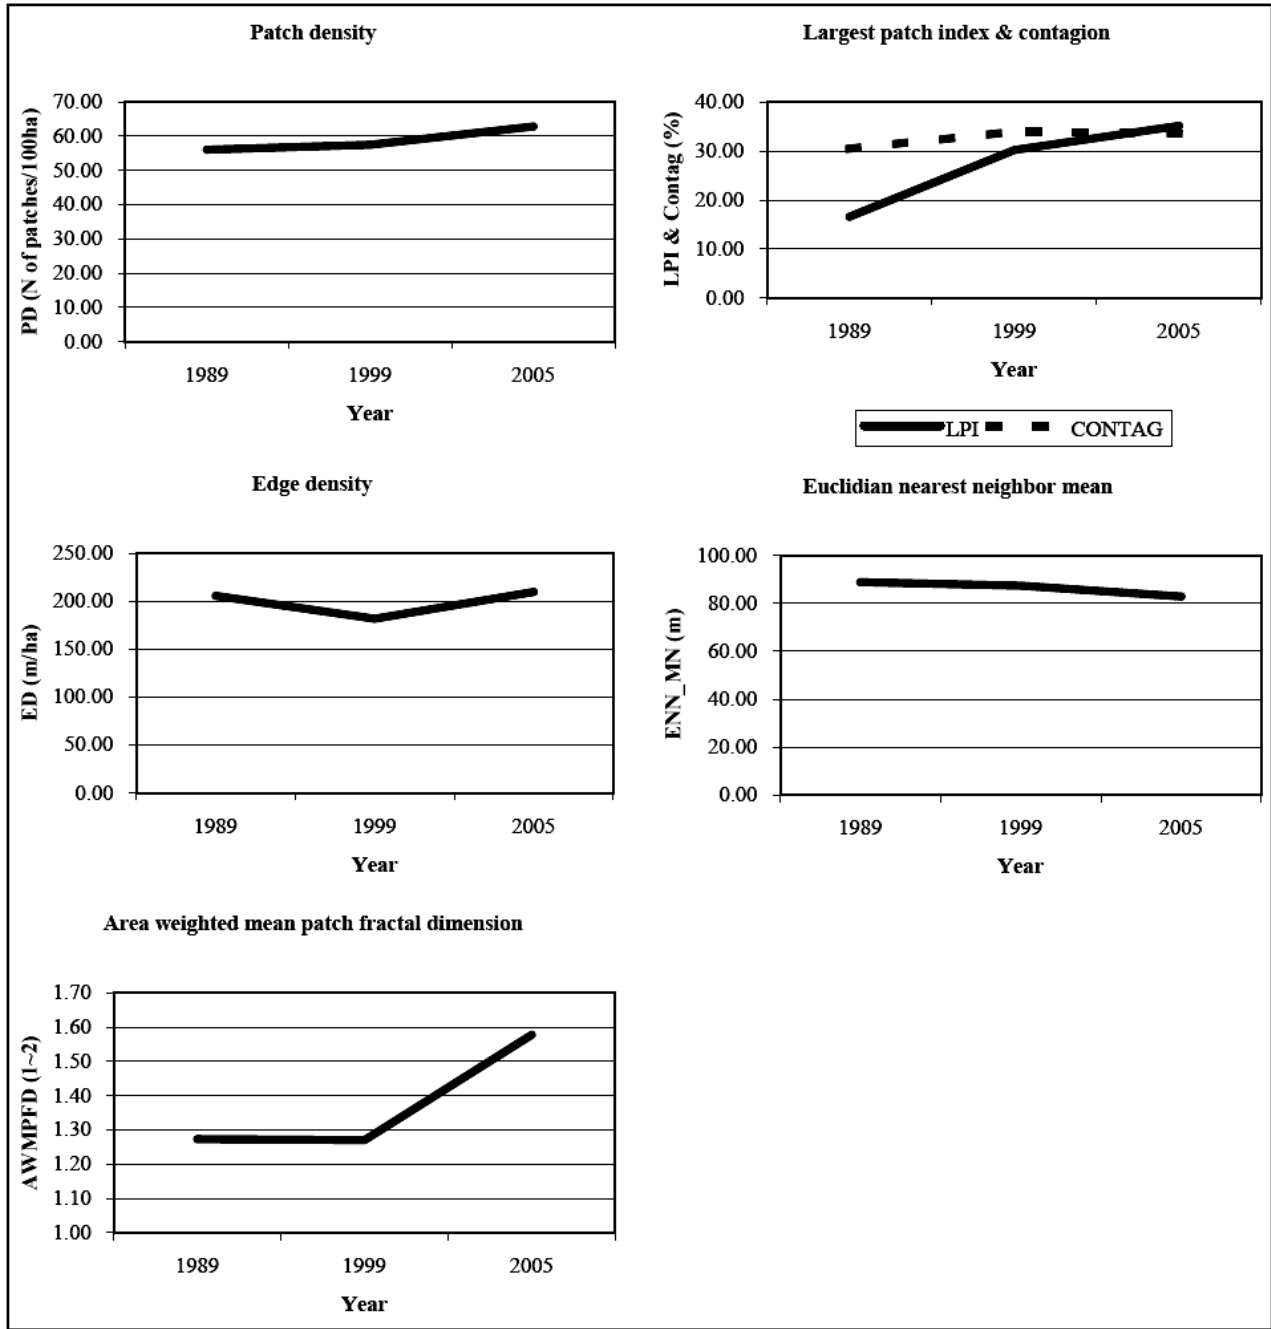 Patch density
PD (N of patches/100ha)
70.00
60.00
50.00
40.00
30.00
20.00
10.00
0.00
1989 1999 2005
Year
Largest patch index & contagion
LPI & Contag (%)
40.00
30.00
20.00
10.00
0.00
1989 1999 2005
Year
LPI CONTAG
Edge density
ED (m/ha)
250.00
200.00
150.00
100.00
50.00
0.00
1989 1999 2005
Year
Euclidian nearest neighbor mean
ENN_MN (m)
100.00
80.00
60.00
40.00
20.00
0.00
1989 1999 2005
Year
Area weighted mean patch fractal dimension
AWMPFD (1~2)
1.70
1.60
1.50
1.40
1.30
1.20
1.10
1.00
1989 1999 2005
Year